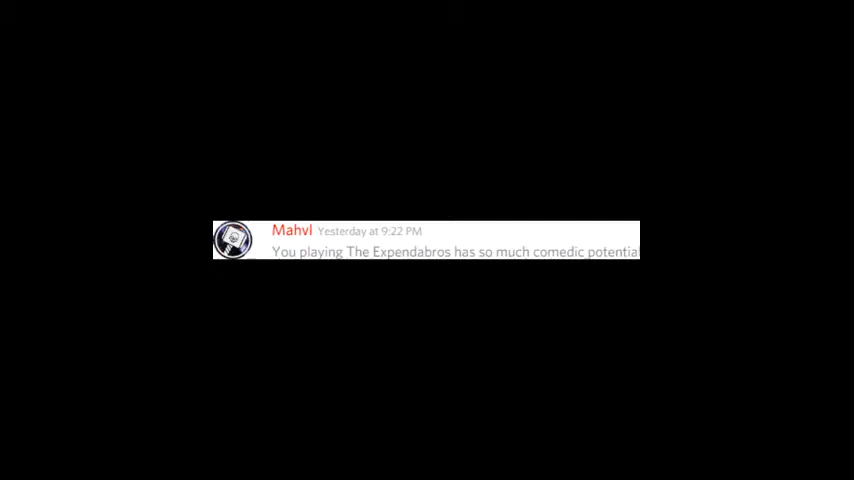 Mahvl Yesterday at 9:22 PM
You playing The Expendabros has so much comedic potential